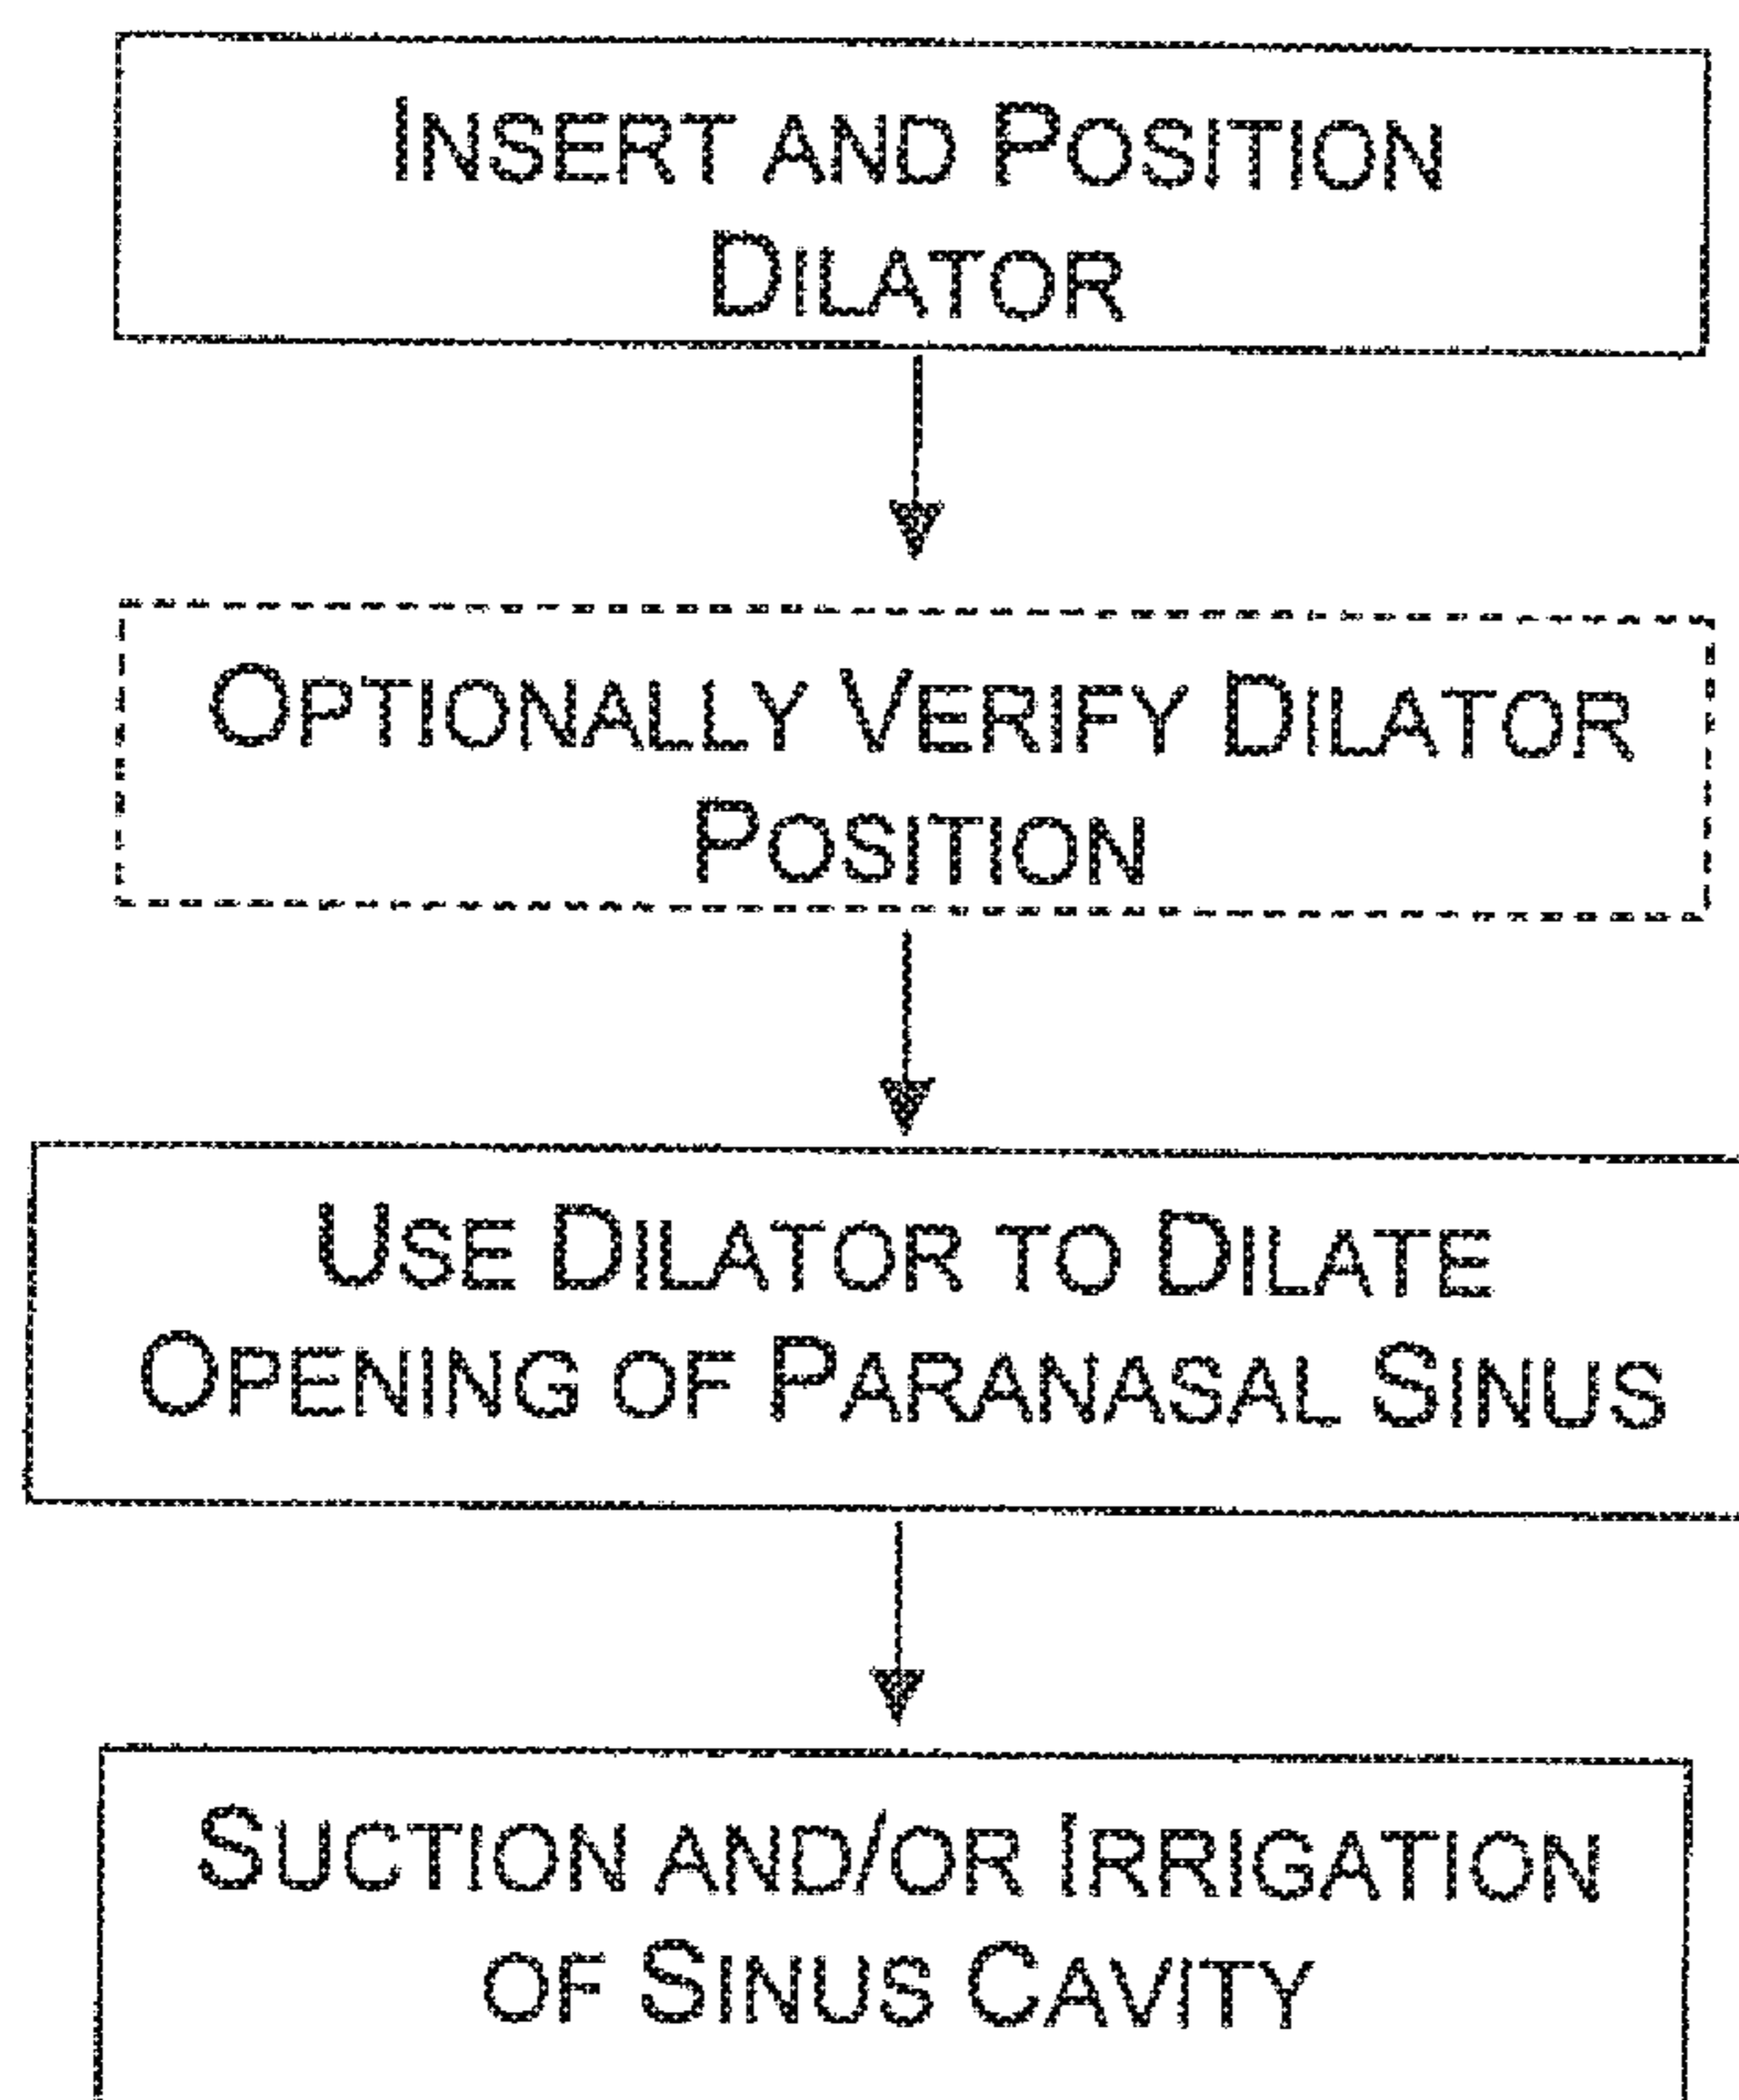 INSERT AND POSITION
DILATOR
OPTIONALLY VERIFY DILATOR
POSITION
USE DILATOR TO DILATE
OPENING OF PARANASAL SINUS
SUCTION AND/OR IRRIGATION
OF SINUS CAVITY